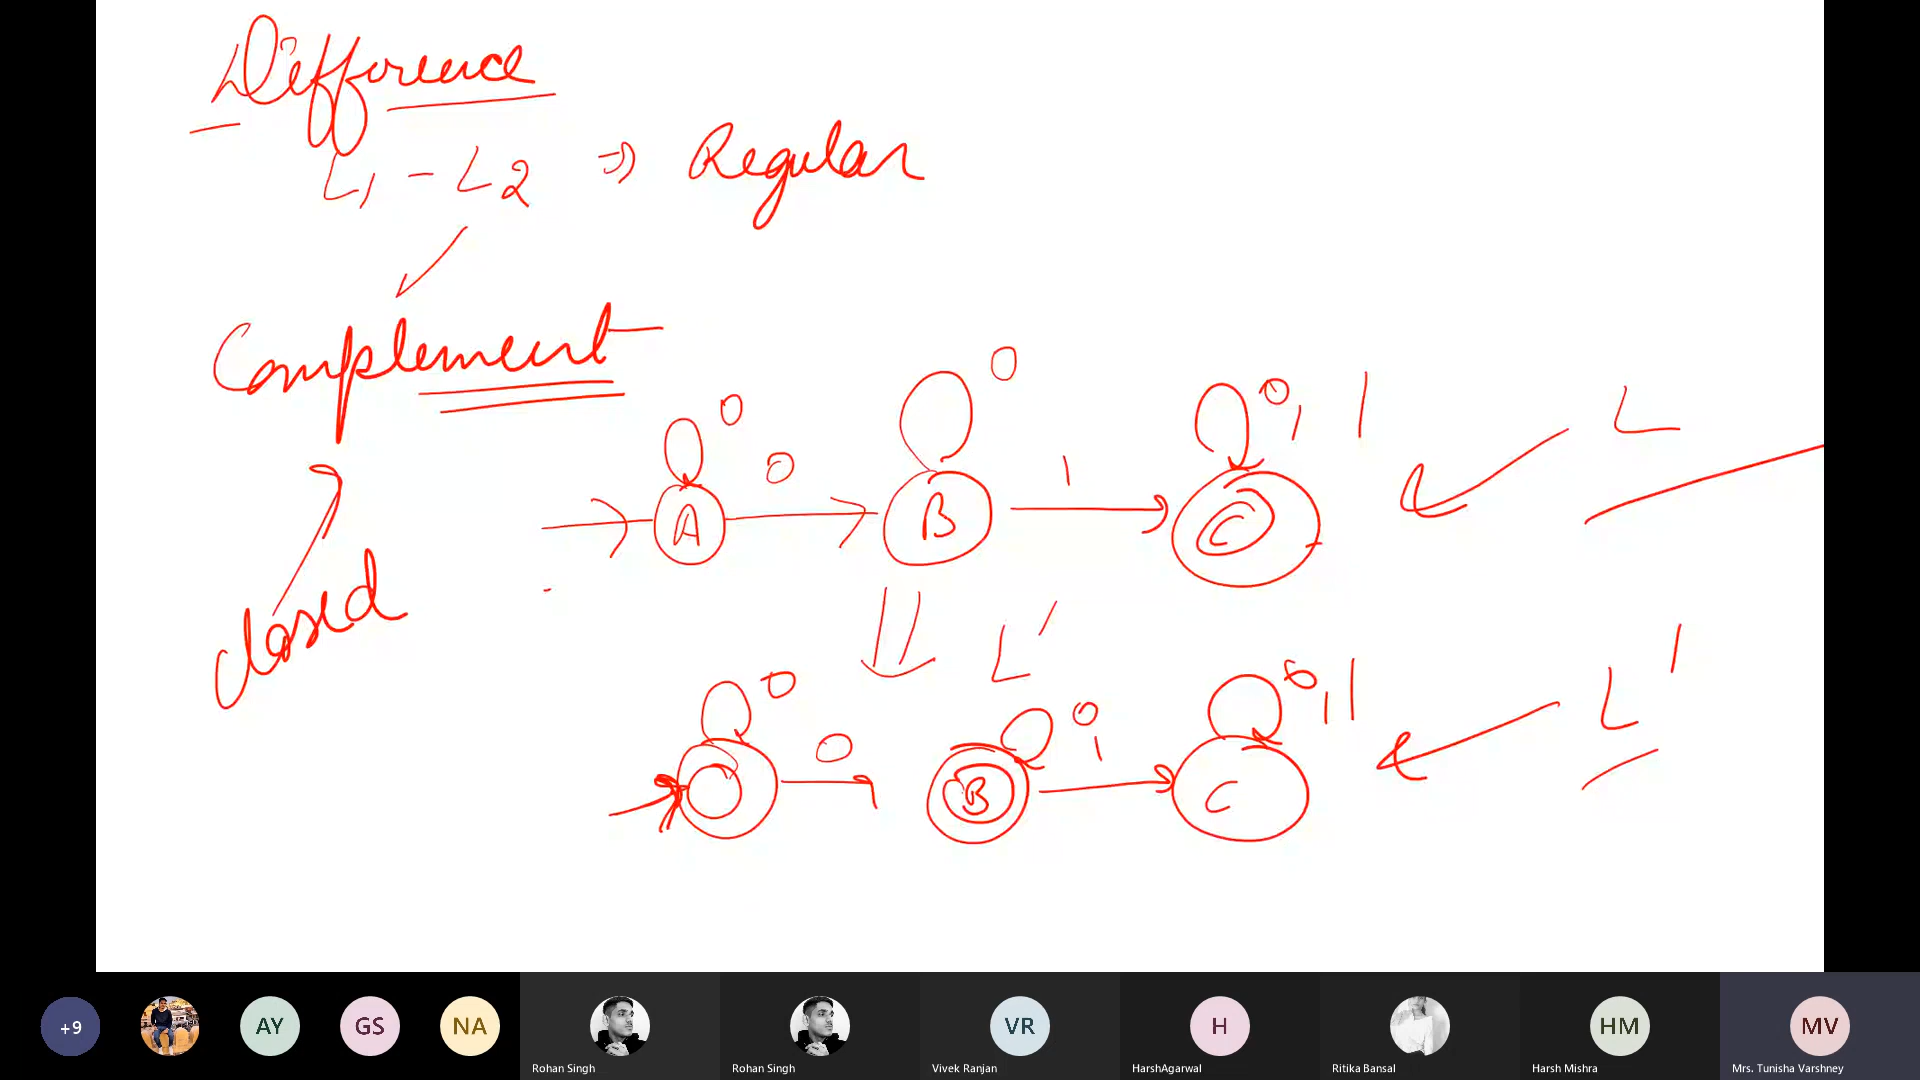 Difference
L1 - L2 ⇒ Regular
Complement
0
0
0, 1
L
0
1
A
B
C
closed
L'
0
0
0
1
0, 1
L'
B
C
+9
AY
GS
NA
VR
H
HM
MV
Rohan Singh
Rohan Singh
Vivek Ranjan
HarshAgarwal
Ritika Bansal
Harsh Mishra
Mrs. Tunisha Varshney